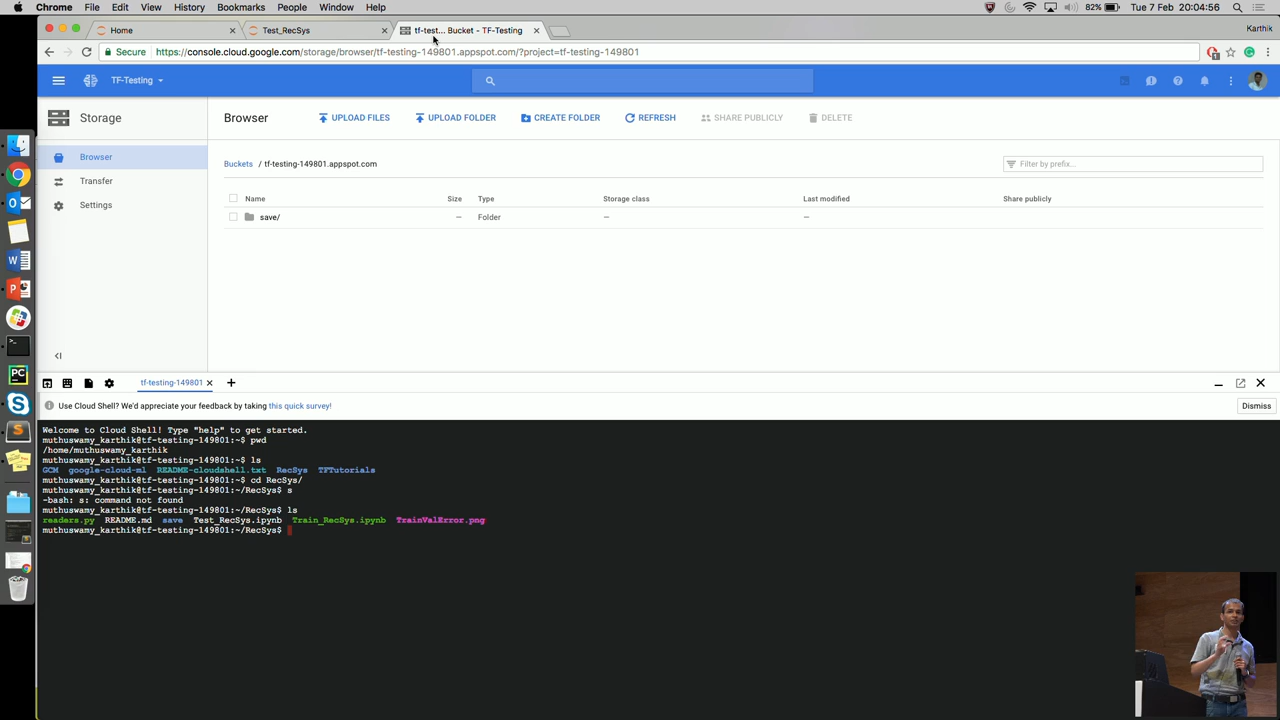 Chrome File Edit View History Bookmarks People Window Help 82% Tue 7 Feb 20:04:56
Home Test_RecSys tf-test... Bucket - TF-Testing Karthik
Secure https://console.cloud.google.com/storage/browser/tf-testing-149801.appspot.com/?project=tf-testing-149801
TF-Testing
Storage Browser UPLOAD FILES UPLOAD FOLDER CREATE FOLDER REFRESH SHARE PUBLICLY DELETE
Browser
Transfer
Settings
Buckets / tf-testing-149801.appspot.com Filter by prefix...
Name Size Type Storage class Last modified Share publicly
save/ — Folder — —
tf-testing-149801
Use Cloud Shell? We'd appreciate your feedback by taking this quick survey! Dismiss
Welcome to Cloud Shell! Type "help" to get started.
muthuswamy_karthik@tf-testing-149801:~$ pwd
/home/muthuswamy_karthik
muthuswamy_karthik@tf-testing-149801:~$ ls
GCM google-cloud-ml README-cloudshell.txt RecSys TFTutorials
muthuswamy_karthik@tf-testing-149801:~$ cd RecSys/
muthuswamy_karthik@tf-testing-149801:~/RecSys$ s
-bash: s: command not found
muthuswamy_karthik@tf-testing-149801:~/RecSys$ ls
readers.py README.md save Test_RecSys.ipynb Train_RecSys.ipynb TrainValError.png
muthuswamy_karthik@tf-testing-149801:~/RecSys$